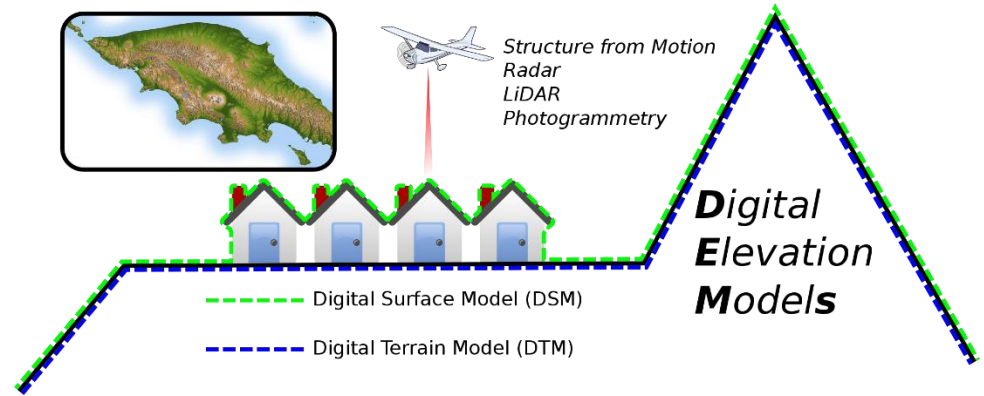 Structure from Motion
Radar
LiDAR
Photogrammetry
Digital
Elevation
Models
Digital Surface Model (DSM)
Digital Terrain Model (DTM)